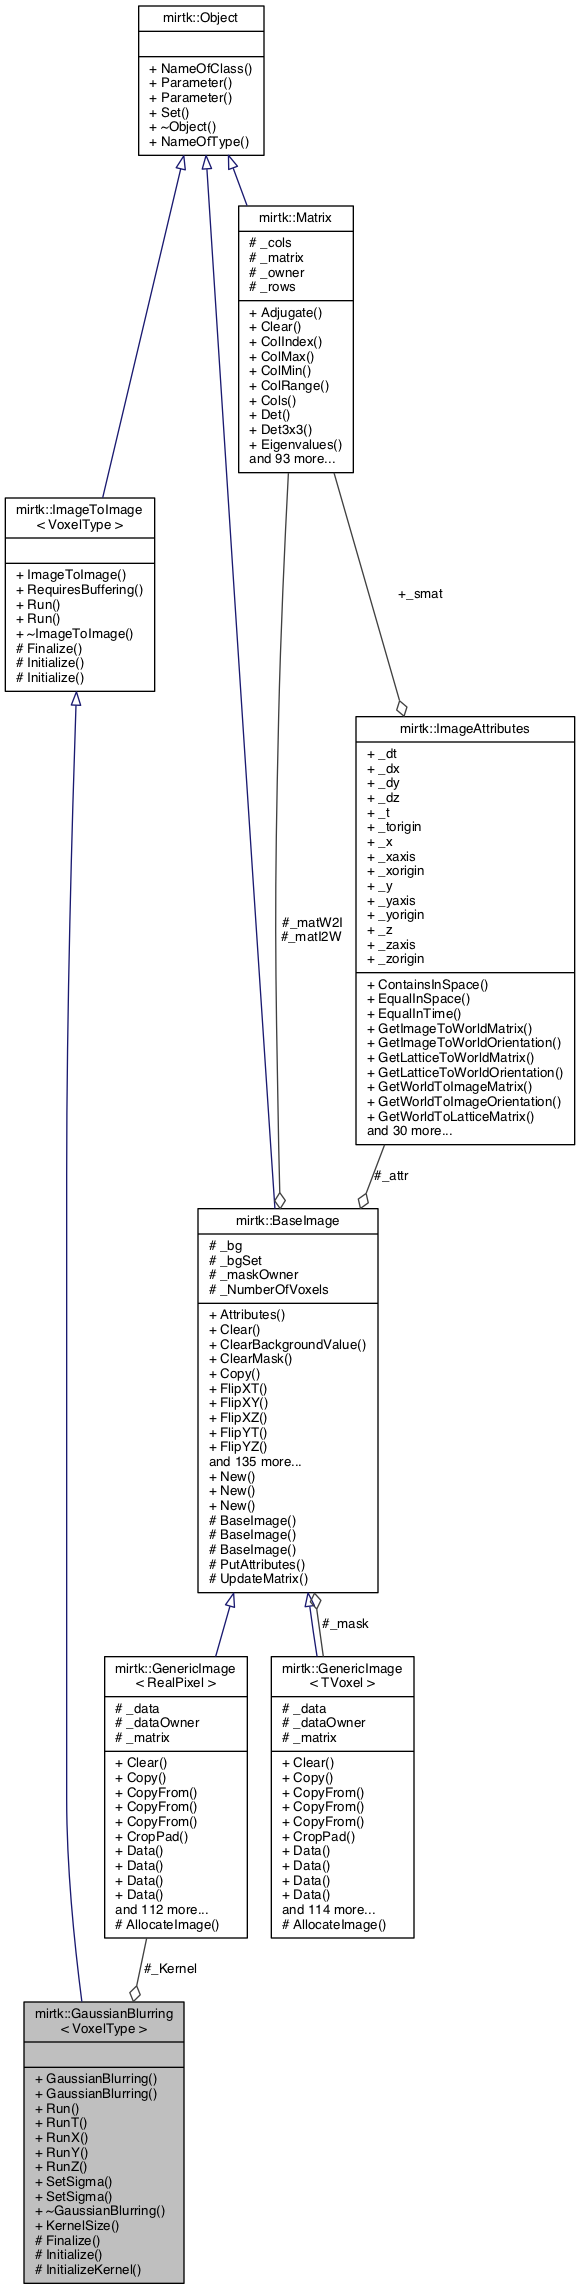 mirtk::Object
+ NameOfClass()
+ Parameter()
+ Parameter()
+ Set()
+ ~Object()
+ NameOfType()
mirtk::Matrix
# _cols
# _matrix
# _owner
# _rows
+ Adjugate()
+ Clear()
+ ColIndex()
+ ColMax()
+ ColMin()
+ ColRange()
+ Cols()
+ Det()
+ Det3x3()
+ Eigenvalues()
and 93 more...
mirtk::ImageToImage
< VoxelType >
+ ImageToImage()
+ RequiresBuffering()
+ Run()
+ Run()
+ ~ImageToImage()
# Finalize()
# Initialize()
# Initialize()
+_smat
mirtk::ImageAttributes
+ _dt
+ _dx
+ _dy
+ _dz
+ _t
+ _torigin
+ _x
+ _xaxis
+ _xorigin
+ _y
+ _yaxis
+ _yorigin
+ _z
+ _zaxis
+ _zorigin
+ ContainsInSpace()
+ EqualInSpace()
+ EqualInTime()
+ GetImageToWorldMatrix()
+ GetImageToWorldOrientation()
+ GetLatticeToWorldMatrix()
+ GetLatticeToWorldOrientation()
+ GetWorldToImageMatrix()
+ GetWorldToImageOrientation()
+ GetWorldToLatticeMatrix()
and 30 more...
#_matW2I
#_matI2W
#_attr
mirtk::BaseImage
# _bg
# _bgSet
# _maskOwner
# _NumberOfVoxels
+ Attributes()
+ Clear()
+ ClearBackgroundValue()
+ ClearMask()
+ Copy()
+ FlipXT()
+ FlipXY()
+ FlipXZ()
+ FlipYT()
+ FlipYZ()
and 135 more...
+ New()
+ New()
+ New()
# BaseImage()
# BaseImage()
# BaseImage()
# PutAttributes()
# UpdateMatrix()
#_mask
mirtk::GenericImage
< RealPixel >
# _data
# _dataOwner
# _matrix
+ Clear()
+ Copy()
+ CopyFrom()
+ CopyFrom()
+ CopyFrom()
+ CropPad()
+ Data()
+ Data()
+ Data()
+ Data()
and 112 more...
# AllocateImage()
mirtk::GenericImage
< TVoxel >
# _data
# _dataOwner
# _matrix
+ Clear()
+ Copy()
+ CopyFrom()
+ CopyFrom()
+ CopyFrom()
+ CropPad()
+ Data()
+ Data()
+ Data()
+ Data()
and 114 more...
# AllocateImage()
#_Kernel
mirtk::GaussianBlurring
< VoxelType >
+ GaussianBlurring()
+ GaussianBlurring()
+ Run()
+ RunT()
+ RunX()
+ RunY()
+ RunZ()
+ SetSigma()
+ SetSigma()
+ ~GaussianBlurring()
+ KernelSize()
# Finalize()
# Initialize()
# InitializeKernel()